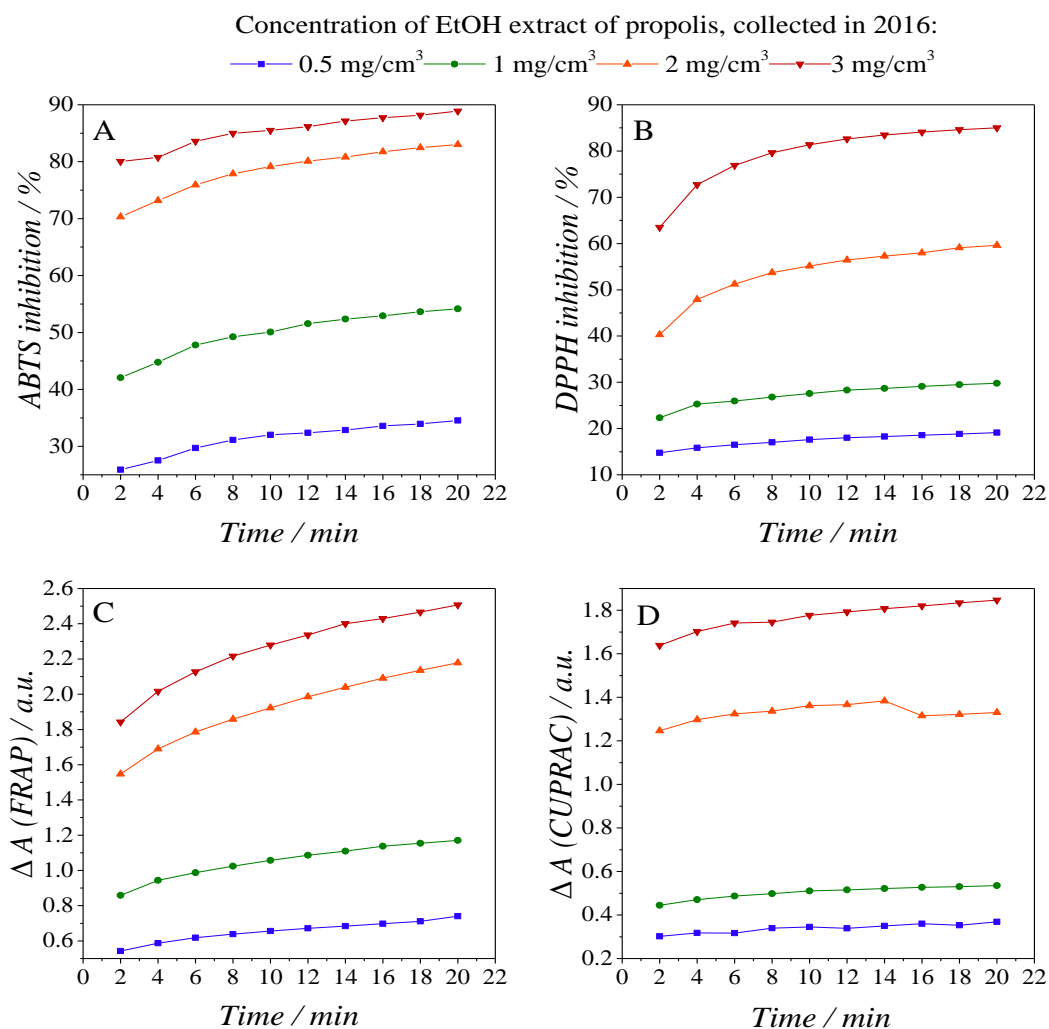 Concentration of EtOH extract of propolis, collected in 2016:
0.5 mg/cm³ 1 mg/cm³ 2 mg/cm³ 3 mg/cm³
A
90
80
70
60
50
40
30
ABTS inhibition / %
0 2 4 6 8 10 12 14 16 18 20 22
Time / min
B
90
80
70
60
50
40
30
20
10
DPPH inhibition / %
0 2 4 6 8 10 12 14 16 18 20 22
Time / min
C
2.6
2.4
2.2
2.0
1.8
1.6
1.4
1.2
1.0
0.8
0.6
Δ A (FRAP) / a.u.
0 2 4 6 8 10 12 14 16 18 20 22
Time / min
D
1.8
1.6
1.4
1.2
1.0
0.8
0.6
0.4
0.2
Δ A (CUPRAC) / a.u.
0 2 4 6 8 10 12 14 16 18 20 22
Time / min